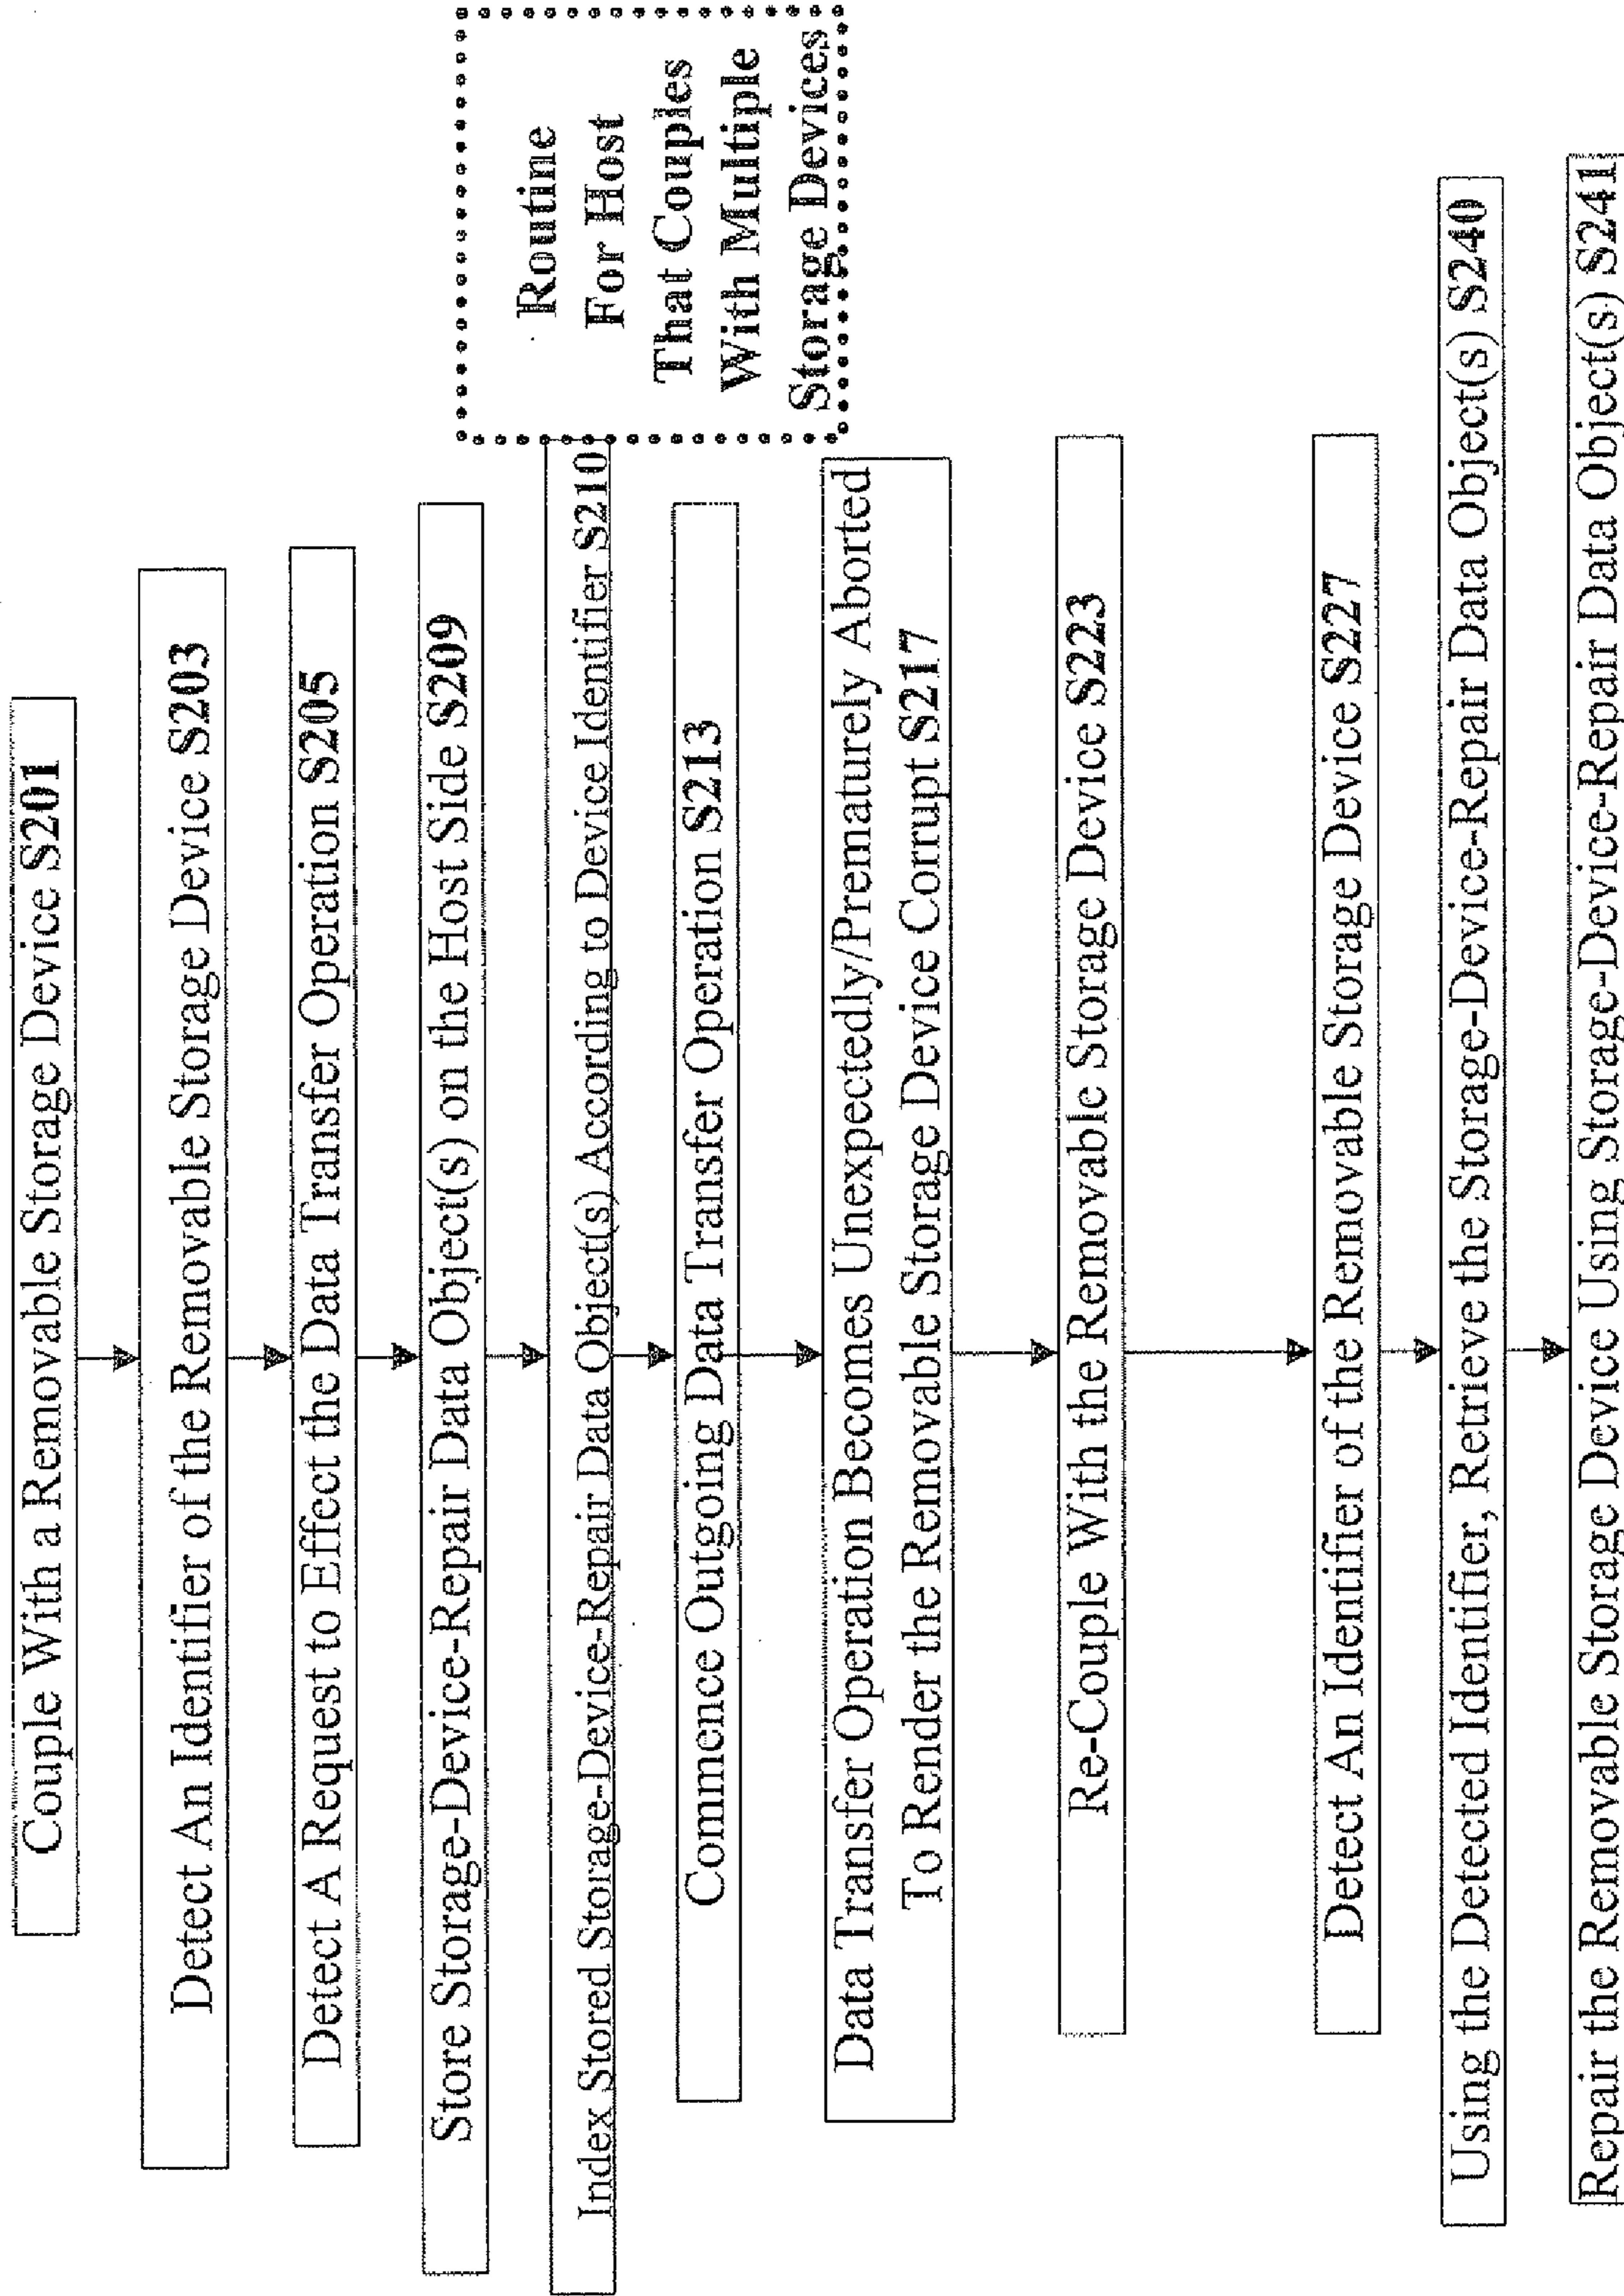 Couple With a Removable Storage Device S201
Detect An Identifier of the Removable Storage Device S203
Detect A Request to Effect the Data Transfer Operation S205
Store Storage-Device-Repair Data Object(s) on the Host Side S209
Index Stored Storage-Device-Repair Data Object(s) According to Device Identifier S210
Routine
For Host
That Couples
With Multiple
Storage Devices
Commence Outgoing Data Transfer Operation S213
Data Transfer Operation Becomes Unexpectedly/Prematurely Aborted
To Render the Removable Storage Device Corrupt S217
Re-Couple With the Removable Storage Device S223
Detect An Identifier of the Removable Storage Device S227
Using the Detected Identifier, Retrieve the Storage-Device-Repair Data Object(s) S240
Repair the Removable Storage Device Using Storage-Device-Repair Data Object(s) S241